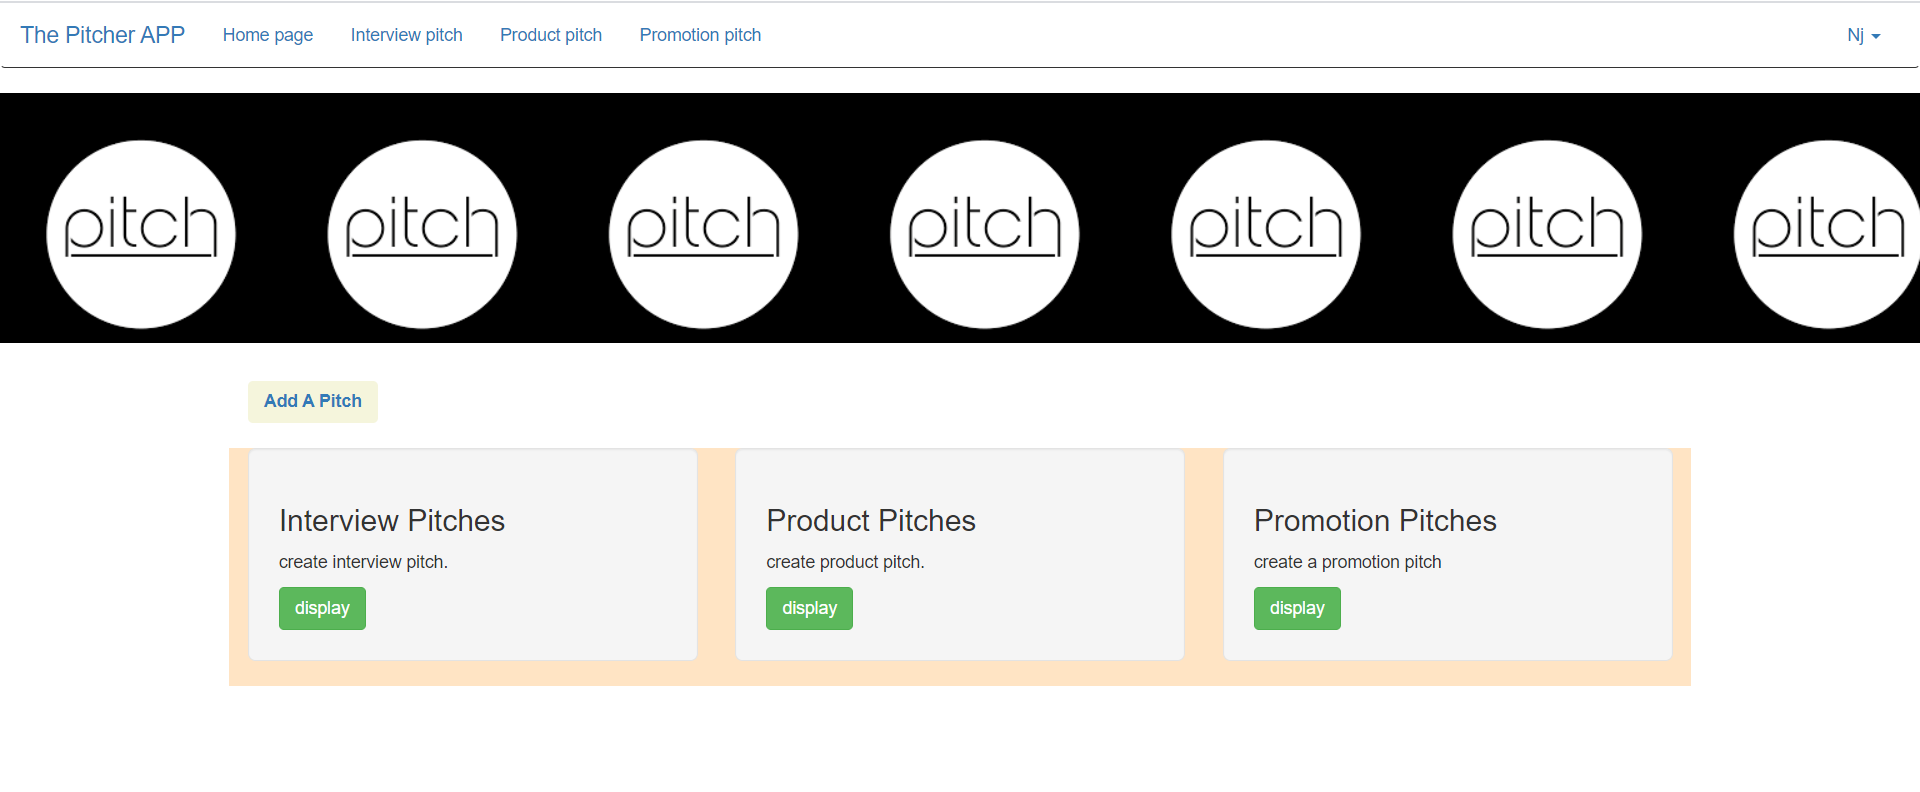 The Pitcher APP Home page Interview pitch Product pitch Promotion pitch Nj
pitch pitch pitch pitch pitch pitch pitch
Add A Pitch
Interview Pitches
create interview pitch.
display
Product Pitches
create product pitch.
display
Promotion Pitches
create a promotion pitch
display